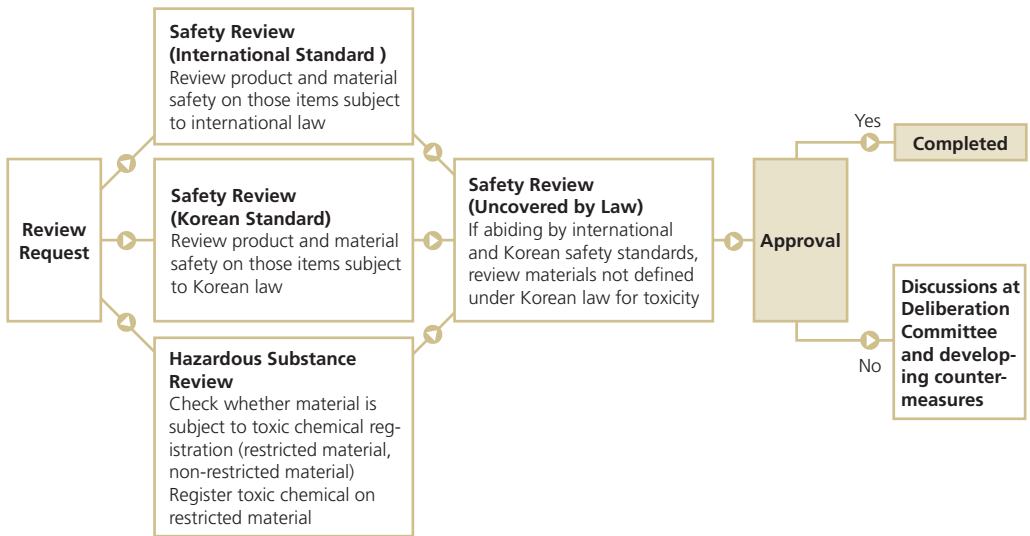 Review
Request
Safety Review
(International Standard )
Review product and material
safety on those items subject
to international law
Safety Review
(Korean Standard)
Review product and material
safety on those items subject
to Korean law
Hazardous Substance
Review
Check whether material is
subject to toxic chemical reg-
istration (restricted material,
non-restricted material)
Register toxic chemical on
restricted material
Safety Review
(Uncovered by Law)
If abiding by international
and Korean safety standards,
review materials not defined
under Korean law for toxicity
Approval
Yes
Completed
No
Discussions at
Deliberation
Committee
and develop-
ing counter-
measures